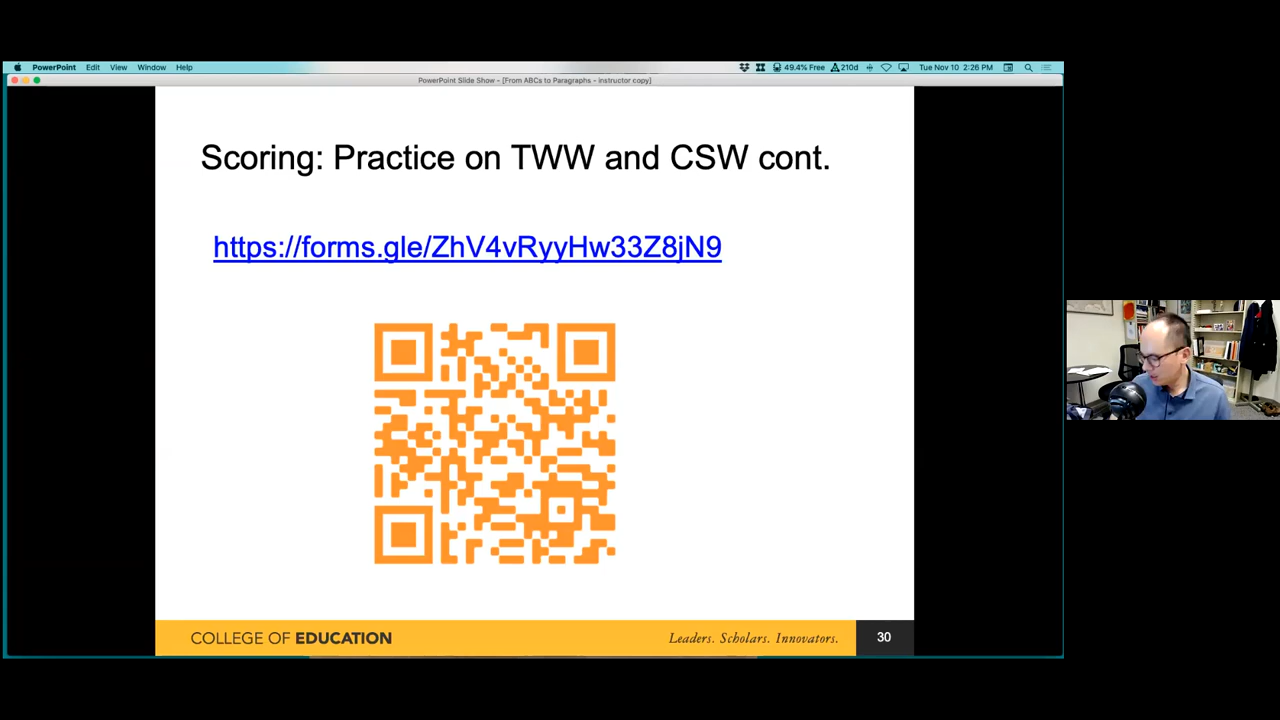 PowerPoint Edit View Window Help
49.4% Free 210d Tue Nov 10 2:26 PM
PowerPoint Slide Show - [From ABCs to Paragraphs - instructor copy]
Scoring: Practice on TWW and CSW cont.
https://forms.gle/ZhV4vRyyHw33Z8jN9
COLLEGE OF EDUCATION
Leaders. Scholars. Innovators.
30